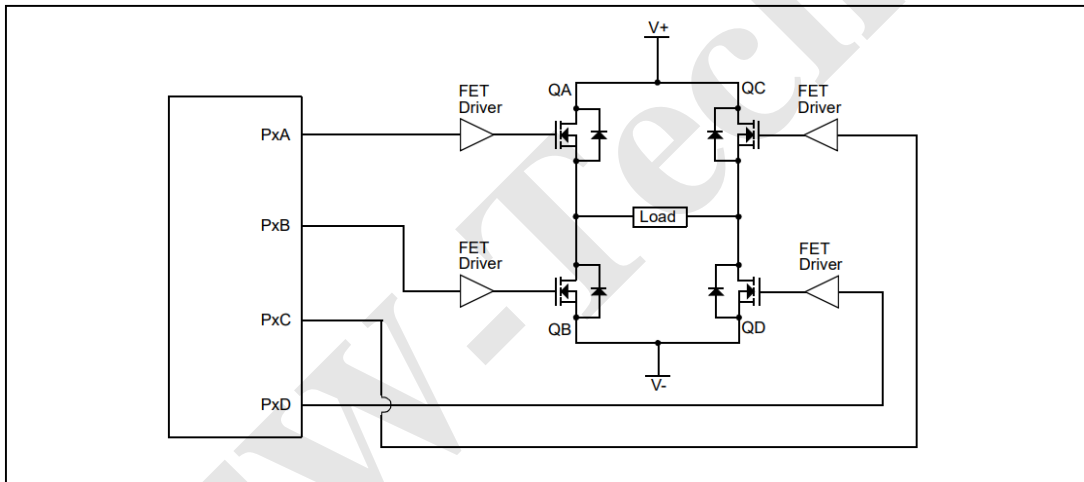 V+
QA
QC
FET
Driver
FET
Driver
PxA
PxB
Load
FET
Driver
FET
Driver
PxC
QB
QD
V-
PxD